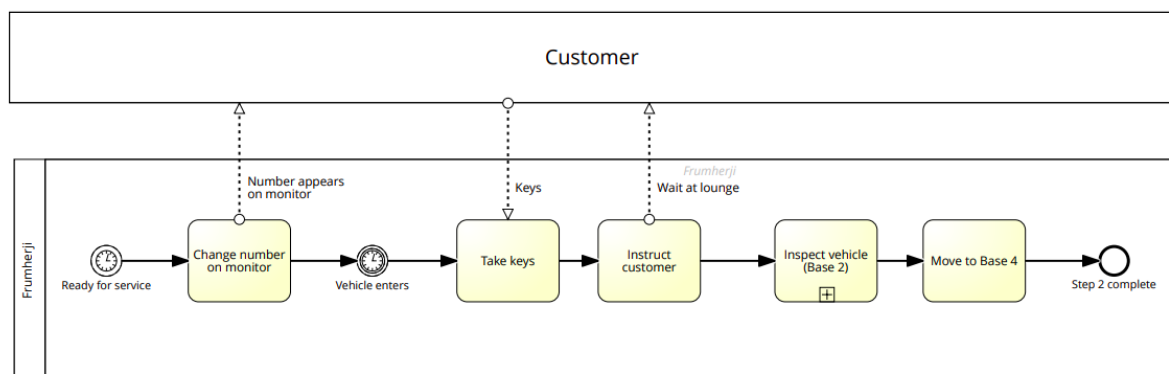 Customer
Number appears
on monitor
Keys
Frumherji
Wait at lounge
Frumherji
Change number
on monitor
Take keys
Instruct
customer
Inspect vehicle
(Base 2)
Move to Base 4
Ready for service
Vehicle enters
Step 2 complete